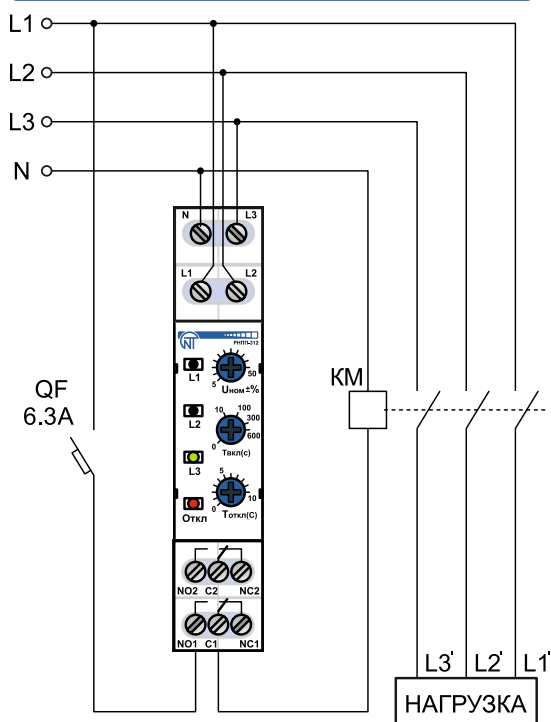 L1
L2
L3
N
N L3
L1 L2
NT РНПП-312
L1
5 50
Uном±%
QF
6.3A
КМ
L2
10 100
300
600
0
Твкл(с)
L3
5
10
0
Откл Тоткл(С)
NO2 C2 NC2
NO1 C1 NC1
L3' L2' L1'
НАГРУЗКА